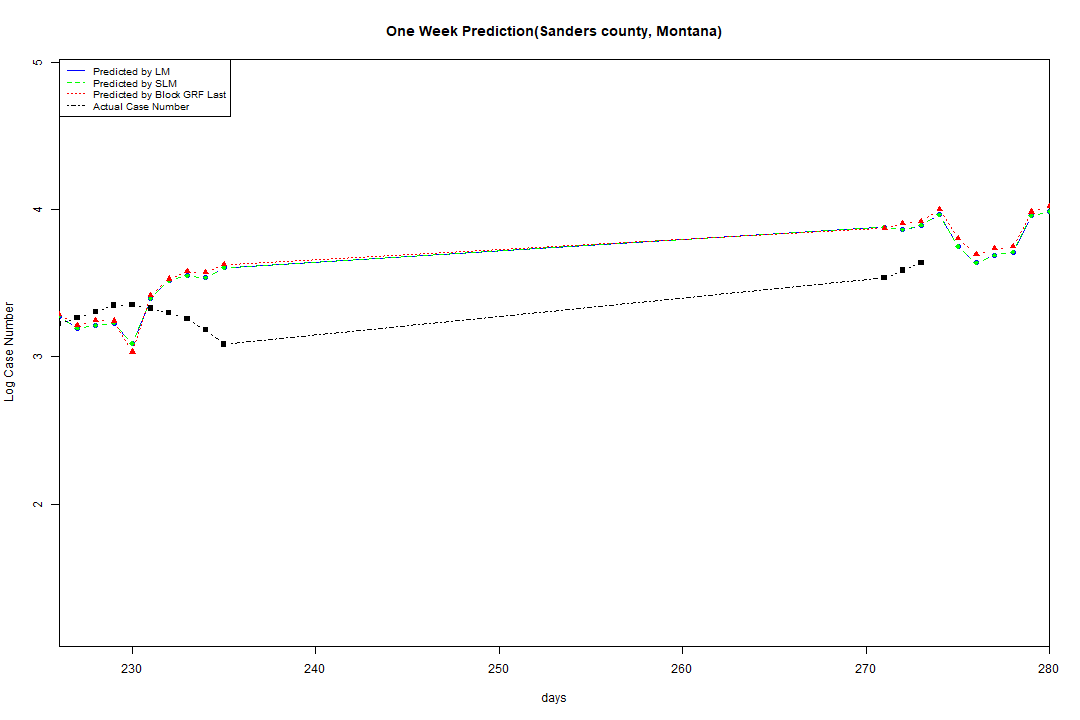 One Week Prediction(Sanders county, Montana)
Predicted by LM
Predicted by SLM
Predicted by Block GRF Last
Actual Case Number
5
4
3
2
Log Case Number
230 240 250 260 270 280
days